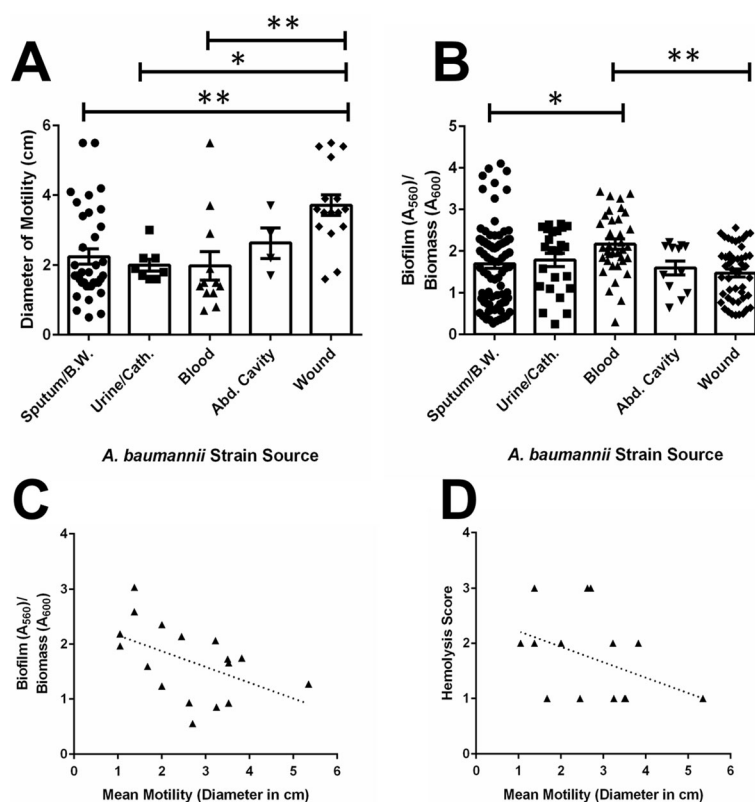 A
**
*
**
Diameter of Motility (cm)
6
4
2
0
Sputum/B.W.
Urine/Cath.
Blood
Abd. Cavity
Wound
A. baumannii Strain Source
B
**
*
Biofilm (A560)/
Biomass (A600)
5
4
3
2
1
0
Sputum/B.W.
Urine/Cath.
Blood
Abd. Cavity
Wound
A. baumannii Strain Source
C
Biofilm (A560)/
Biomass (A600)
4
3
2
1
0
0 1 2 3 4 5 6
Mean Motility (Diameter in cm)
D
Hemolysis Score
4
3
2
1
0
0 1 2 3 4 5 6
Mean Motility (Diameter in cm)